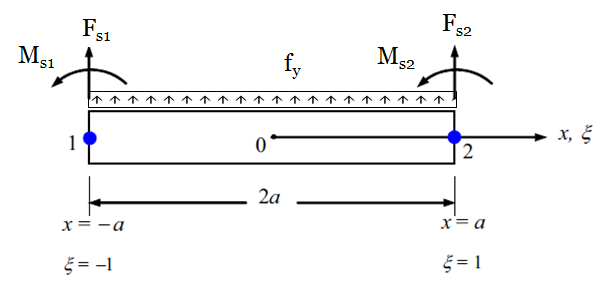 F_s1 F_s2
M_s1 M_s2
f_y
1 0 2 x, ξ
2a
x = −a x = a
ξ = −1 ξ = 1